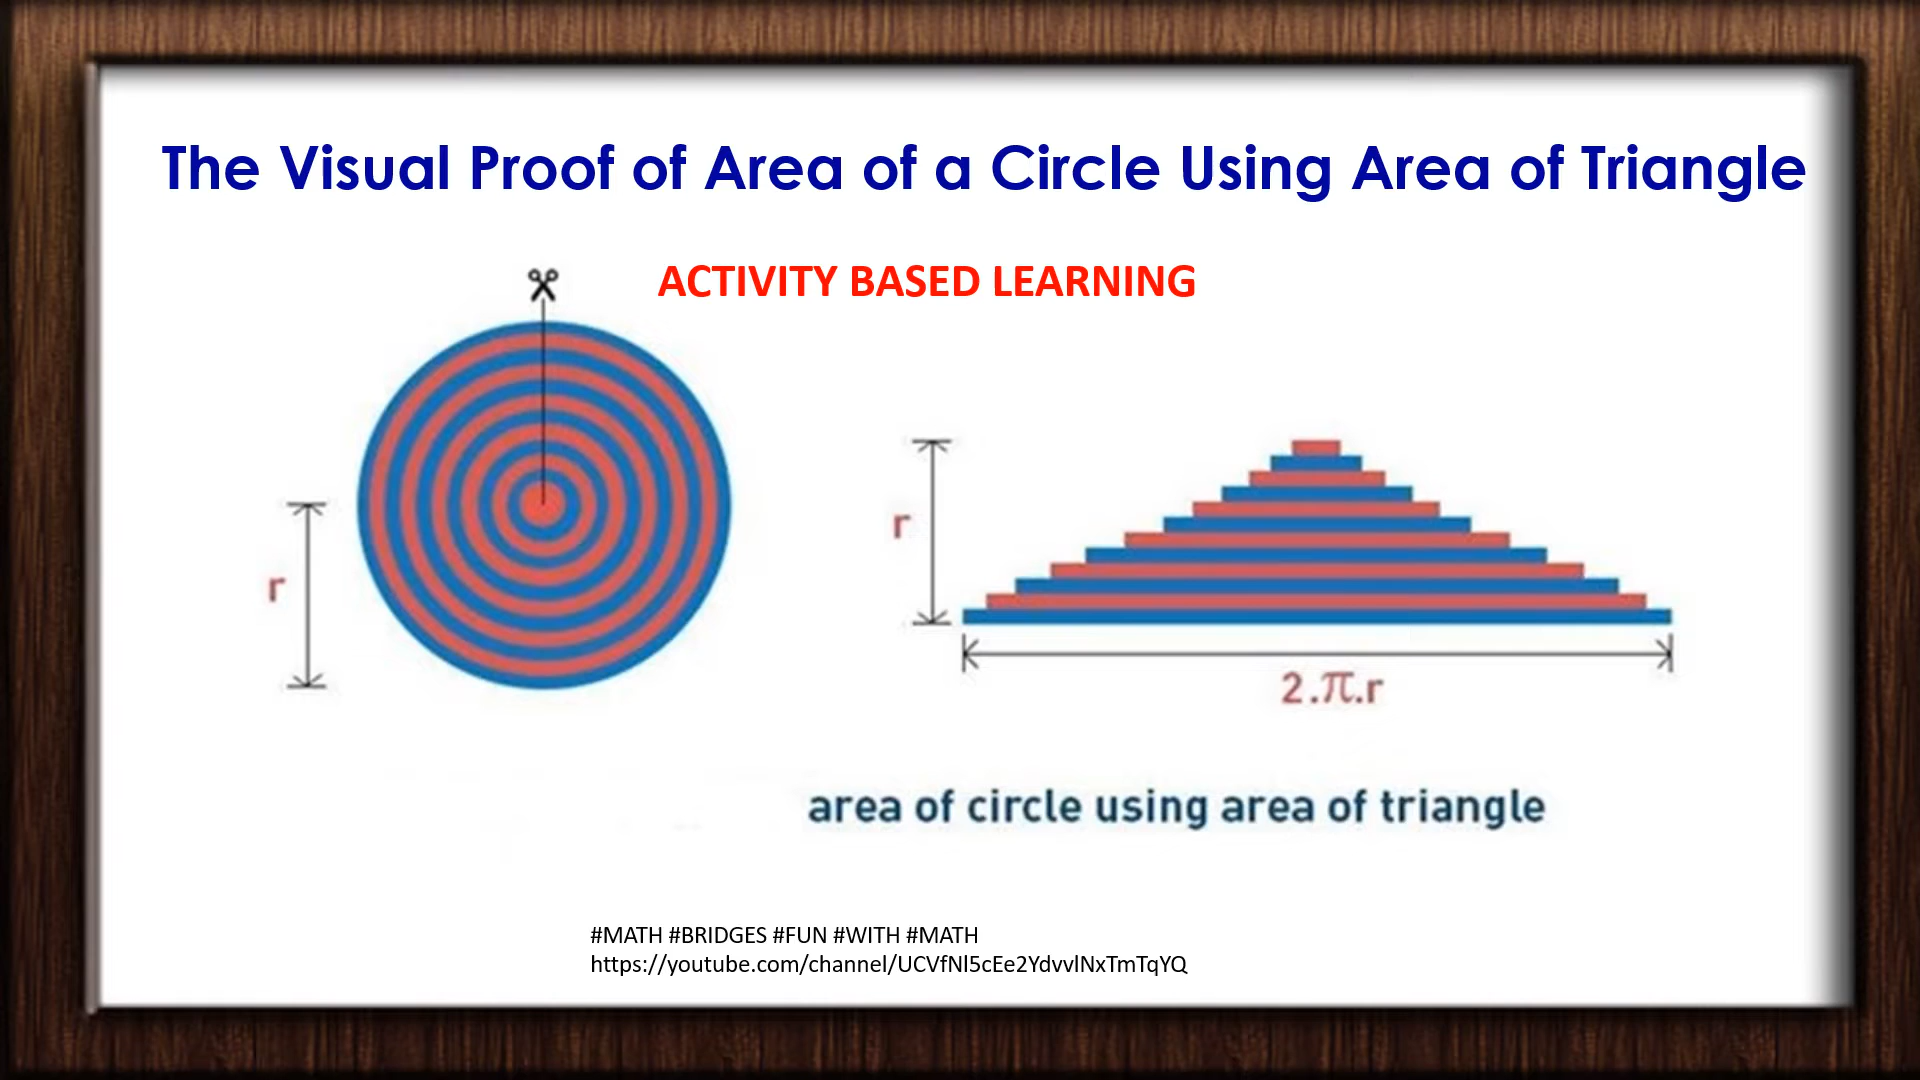 The Visual Proof of Area of a Circle Using Area of Triangle
ACTIVITY BASED LEARNING
r
r
2.π.r
area of circle using area of triangle
#MATH #BRIDGES #FUN #WITH #MATH
https://youtube.com/channel/UCVfNl5cEe2YdvvlNxTmTqYQ